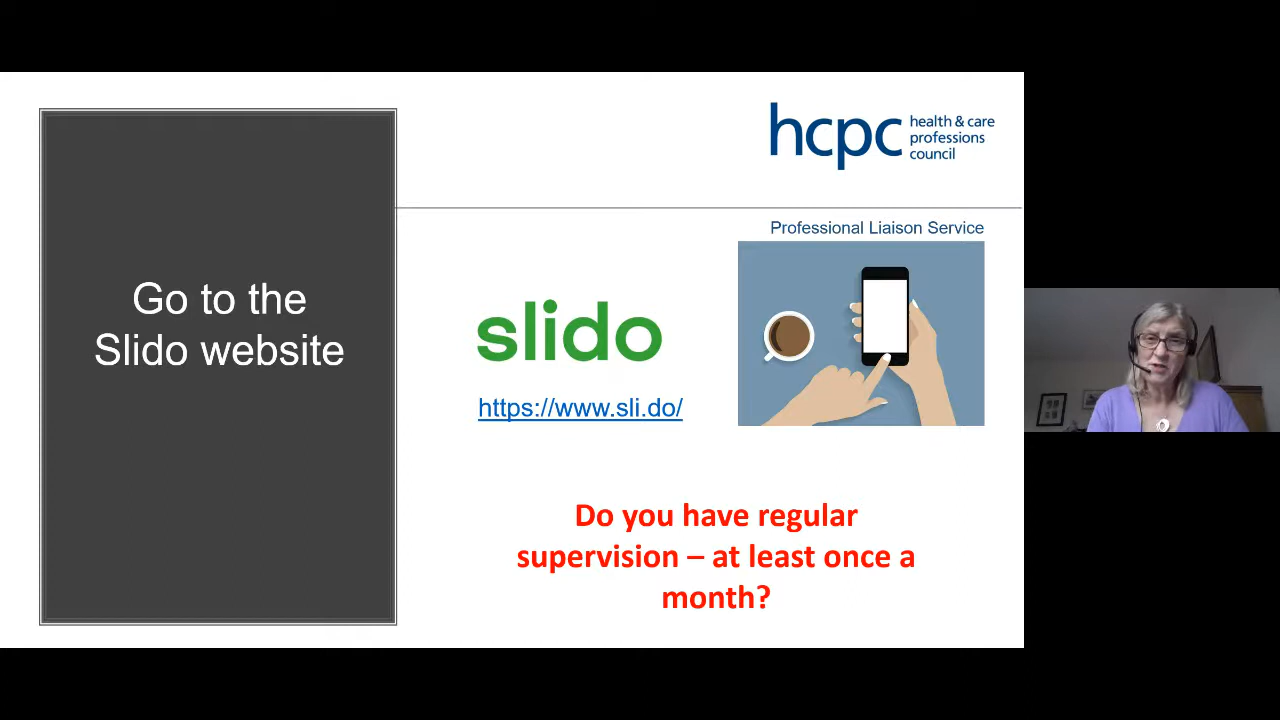 Go to the
Slido website
hcpc health & care
professions
council
Professional Liaison Service
slido
https://www.sli.do/
Do you have regular
supervision – at least once a
month?